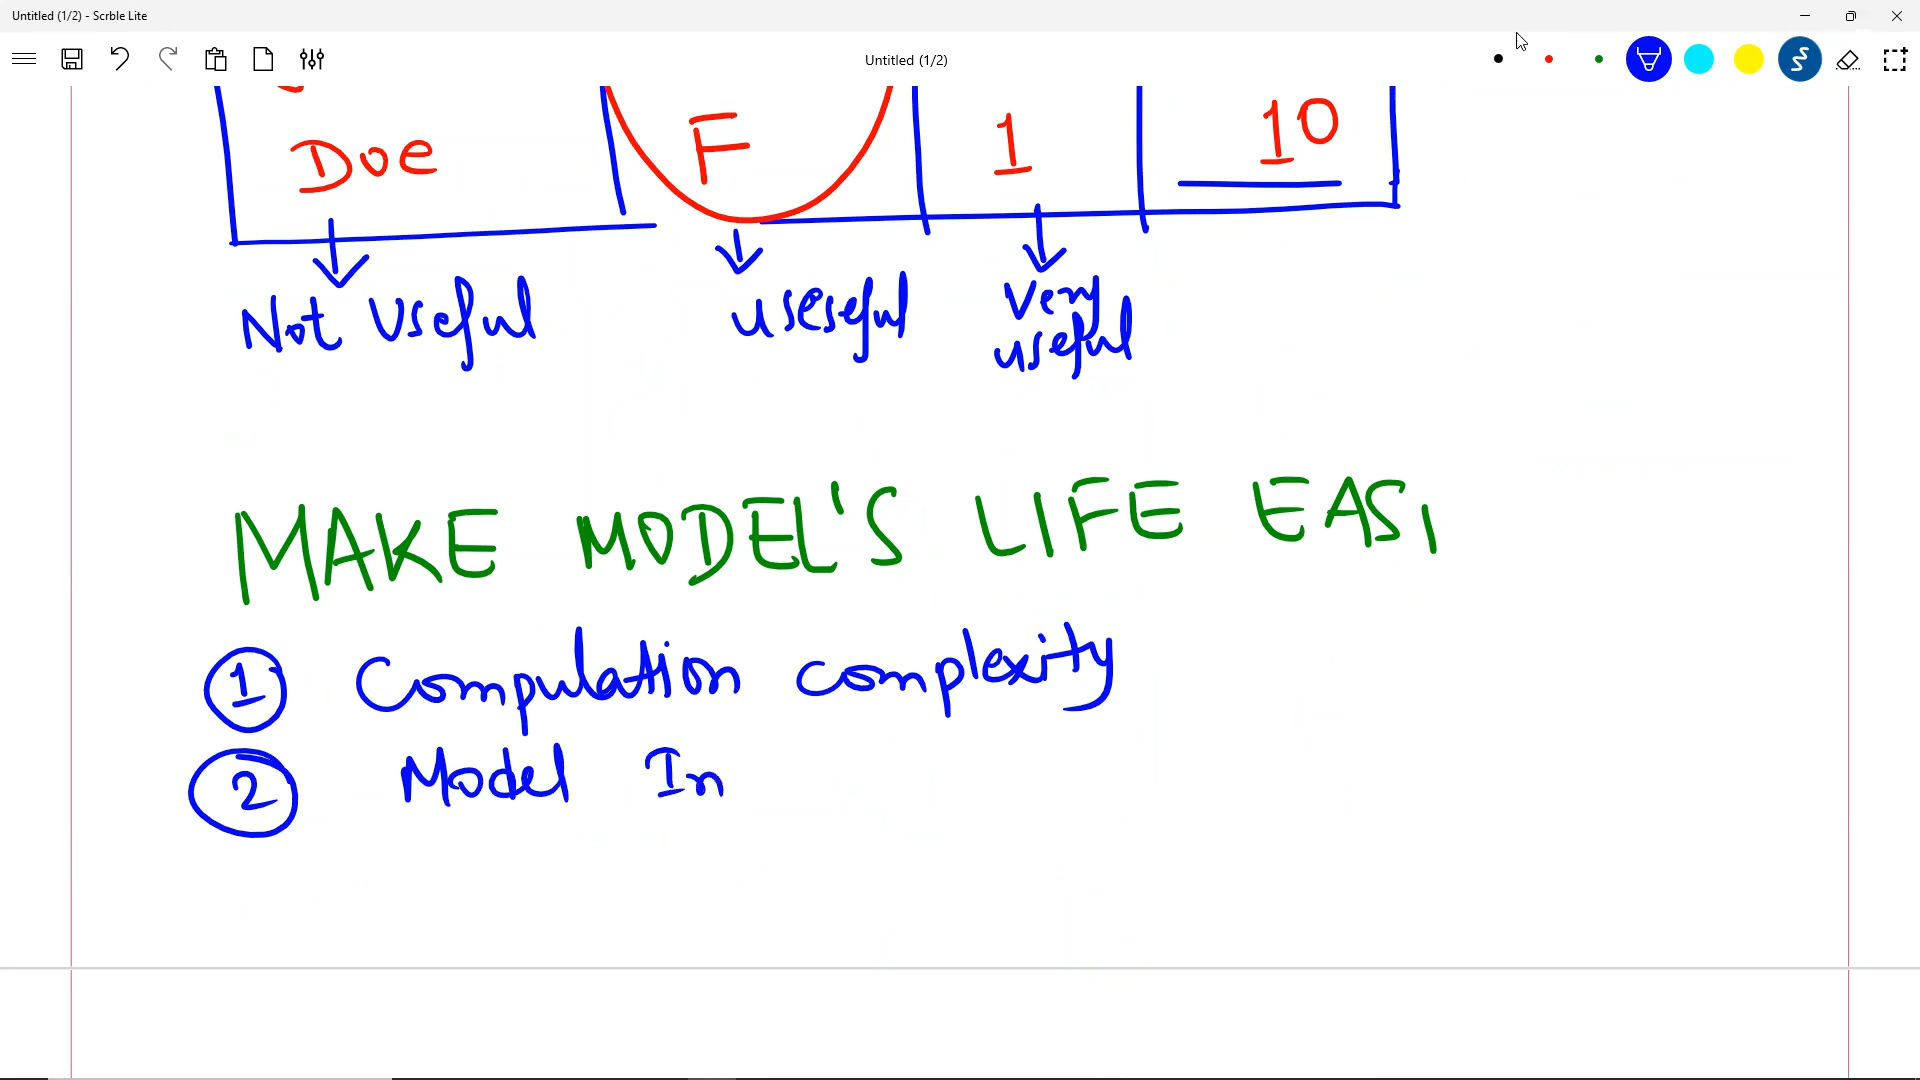 Untitled (1/2) - Scrble Lite
Untitled (1/2)
Doe F 1 10
Not Useful useseful Very
useful
MAKE MODEL'S LIFE EASI
1 Compulation complexity
2 Model In